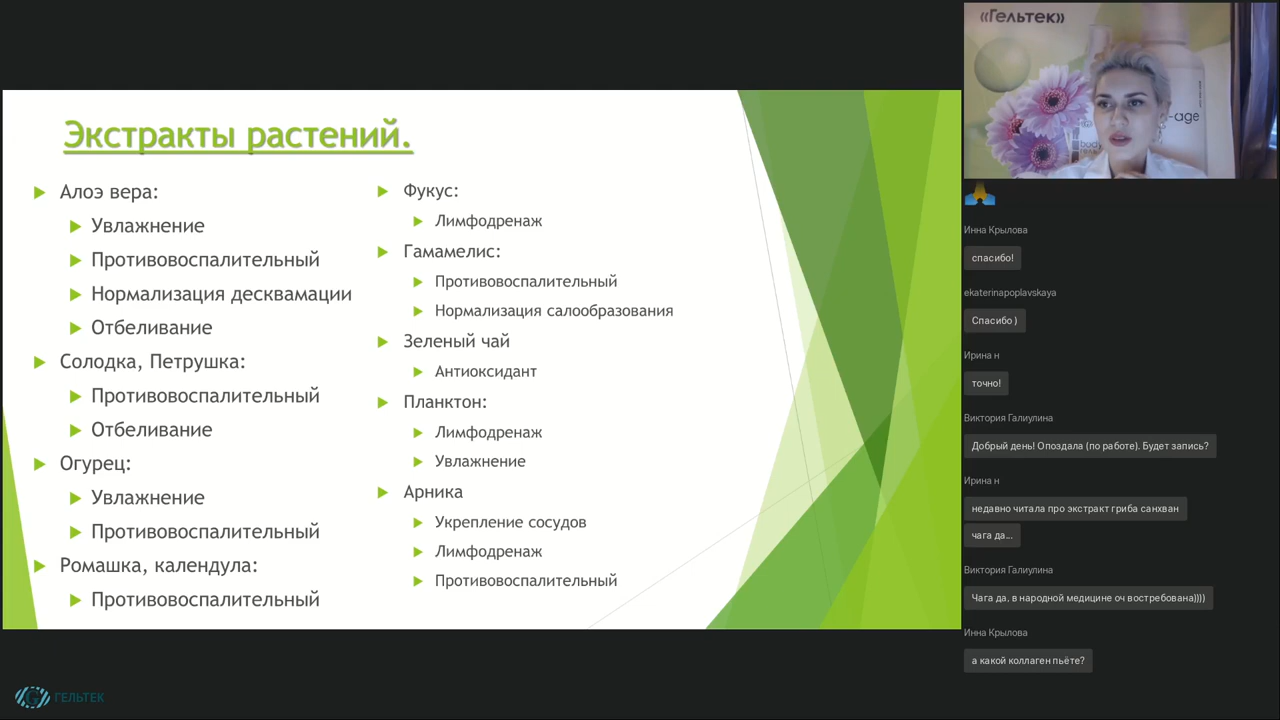 Экстракты растений.
Алоэ вера:
Увлажнение
Противовоспалительный
Нормализация десквамации
Отбеливание
Солодка, Петрушка:
Противовоспалительный
Отбеливание
Огурец:
Увлажнение
Противовоспалительный
Ромашка, календула:
Противовоспалительный
Фукус:
Лимфодренаж
Гамамелис:
Противовоспалительный
Нормализация салообразования
Зеленый чай
Антиоксидант
Планктон:
Лимфодренаж
Увлажнение
Арника
Укрепление сосудов
Лимфодренаж
Противовоспалительный
ГЕЛЬТЕК
«Гельтек»
-age
Инна Крылова
спасибо!
ekaterinapoplavskaya
Спасибо )
Ирина н
точно!
Виктория Галиулина
Добрый день! Опоздала (по работе). Будет запись?
Ирина н
недавно читала про экстракт гриба санхван
чага да...
Виктория Галиулина
Чага да, в народной медицине оч востребована))))
Инна Крылова
а какой коллаген пьёте?